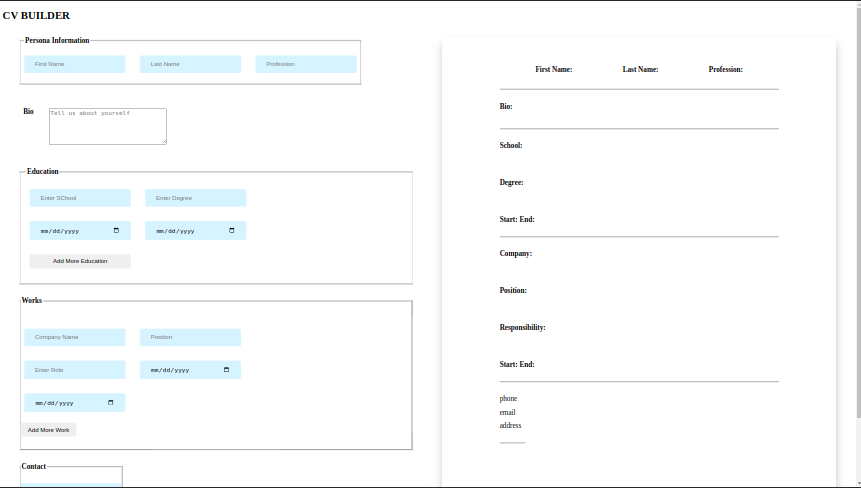 CV BUILDER
Persona Information
First Name
Last Name
Profession
Bio
Tell us about yourself
Education
Enter SChool
Enter Degree
mm/dd/yyyy
mm/dd/yyyy
Add More Education
Works
Company Name
Position
Enter Role
mm/dd/yyyy
mm/dd/yyyy
Add More Work
Contact
First Name: Last Name: Profession:
Bio:
School:
Degree:
Start: End:
Company:
Position:
Responsibility:
Start: End:
phone
email
address